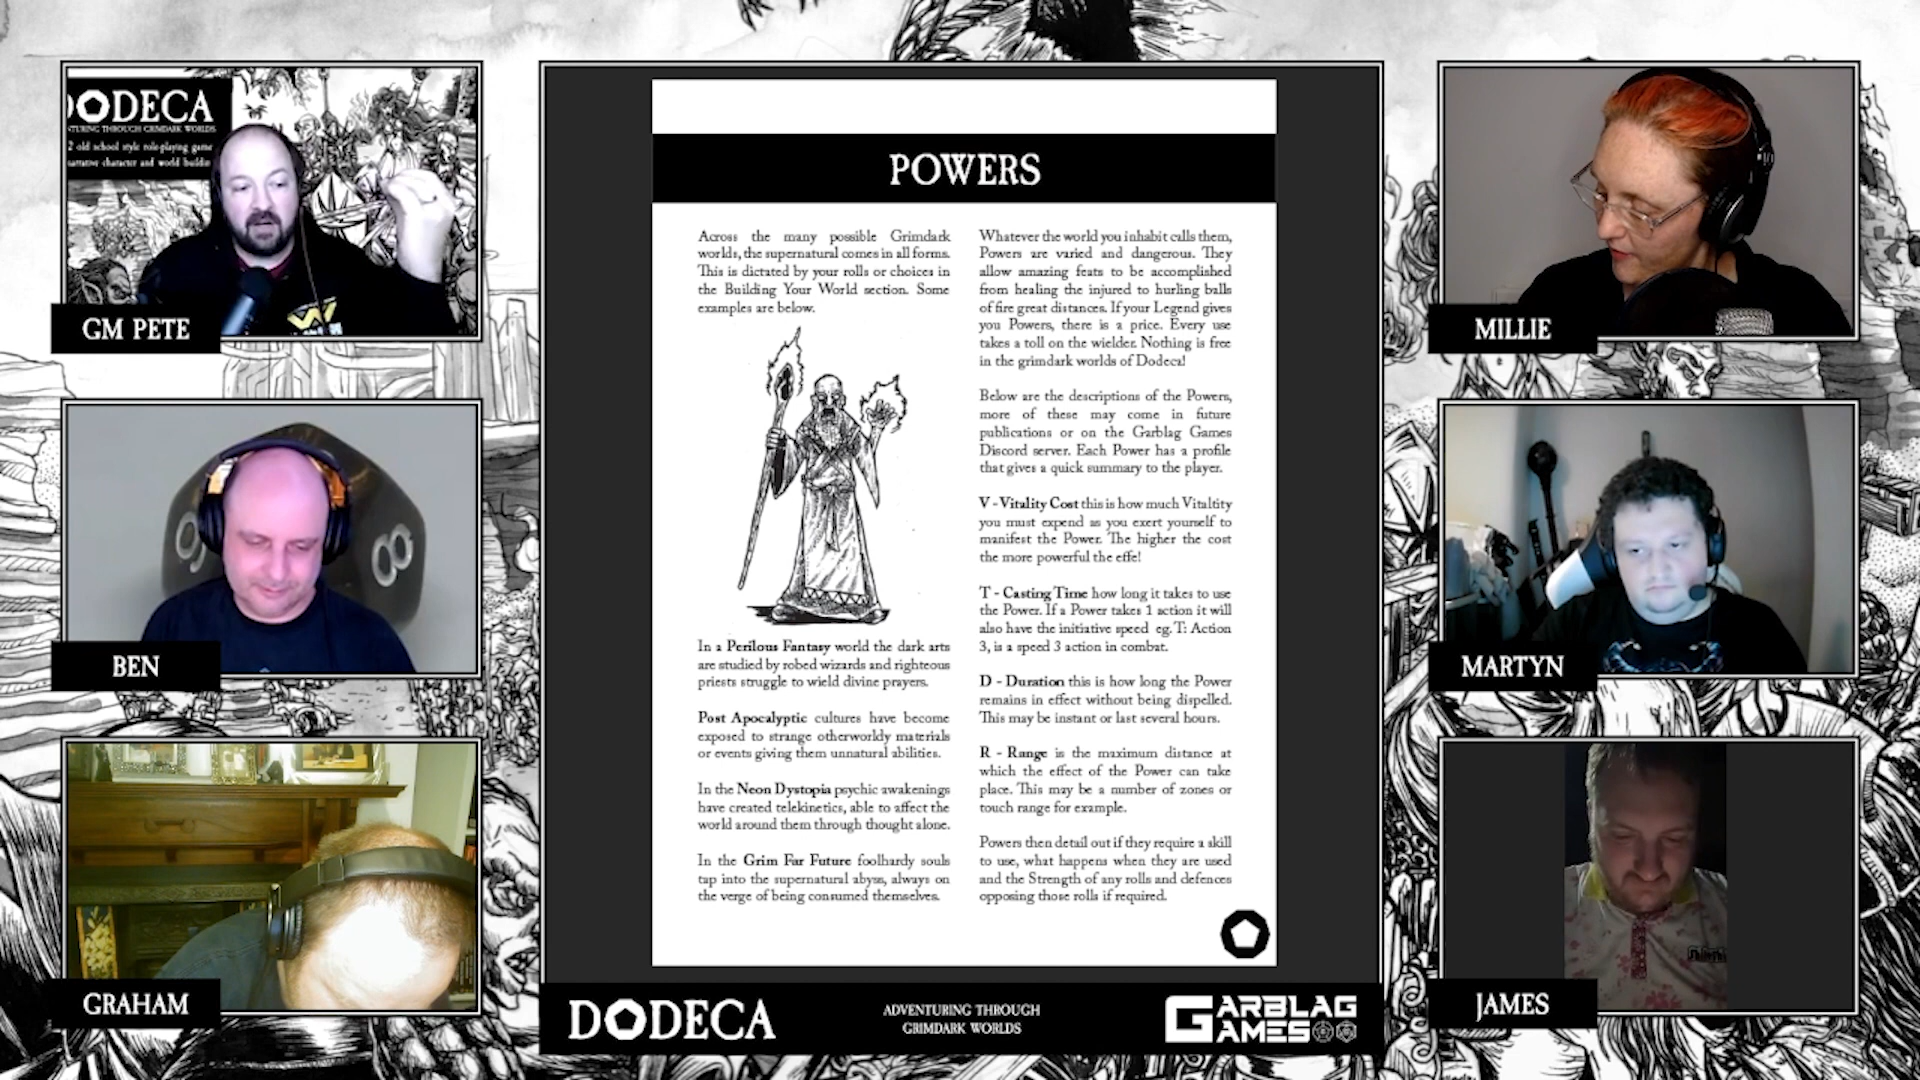 DODECA
TURING THROUGH GRIMDARK WORLDS
2 old school style role-playing game
narrative character and world buildin
GM PETE
BEN
8
GRAHAM
POWERS
Across the many possible Grimdark
worlds, the supernatural comes in all forms.
This is dictated by your rolls or choices in
the Building Your World section. Some
examples are below.
In a Perilous Fantasy world the dark arts
are studied by robed wizards and righteous
priests struggle to wield divine prayers.
Post Apocalyptic cultures have become
exposed to strange otherworldly materials
or events giving them unnatural abilities.
In the Neon Dystopia psychic awakenings
have created telekinetics, able to affect the
world around them through thought alone.
In the Grim Far Future foolhardy souls
tap into the supernatural abyss, always on
the verge of being consumed themselves.
Whatever the world you inhabit calls them,
Powers are varied and dangerous. They
allow amazing feats to be accomplished
from healing the injured to hurling balls
of fire great distances. If your Legend gives
you Powers, there is a price. Every use
takes a toll on the wielder. Nothing is free
in the grimdark worlds of Dodeca!
Below are the descriptions of the Powers,
more of these may come in future
publications or on the Garblag Games
Discord server. Each Power has a profile
that gives a quick summary to the player.
V - Vitality Cost this is how much Vitaltity
you must expend as you exert yourself to
manifest the Power. The higher the cost
the more powerful the effe!
T - Casting Time how long it takes to use
the Power. If a Power takes 1 action it will
also have the initiative speed eg. T: Action
3, is a speed 3 action in combat.
D - Duration this is how long the Power
remains in effect without being dispelled.
This may be instant or last several hours.
R - Range is the maximum distance at
which the effect of the Power can take
place. This may be a number of zones or
touch range for example.
Powers then detail out if they require a skill
to use, what happens when they are used
and the Strength of any rolls and defences
opposing those rolls if required.
DODECA
ADVENTURING THROUGH
GRIMDARK WORLDS
GARBLAG
GAMES
MILLIE
MARTYN
JAMES